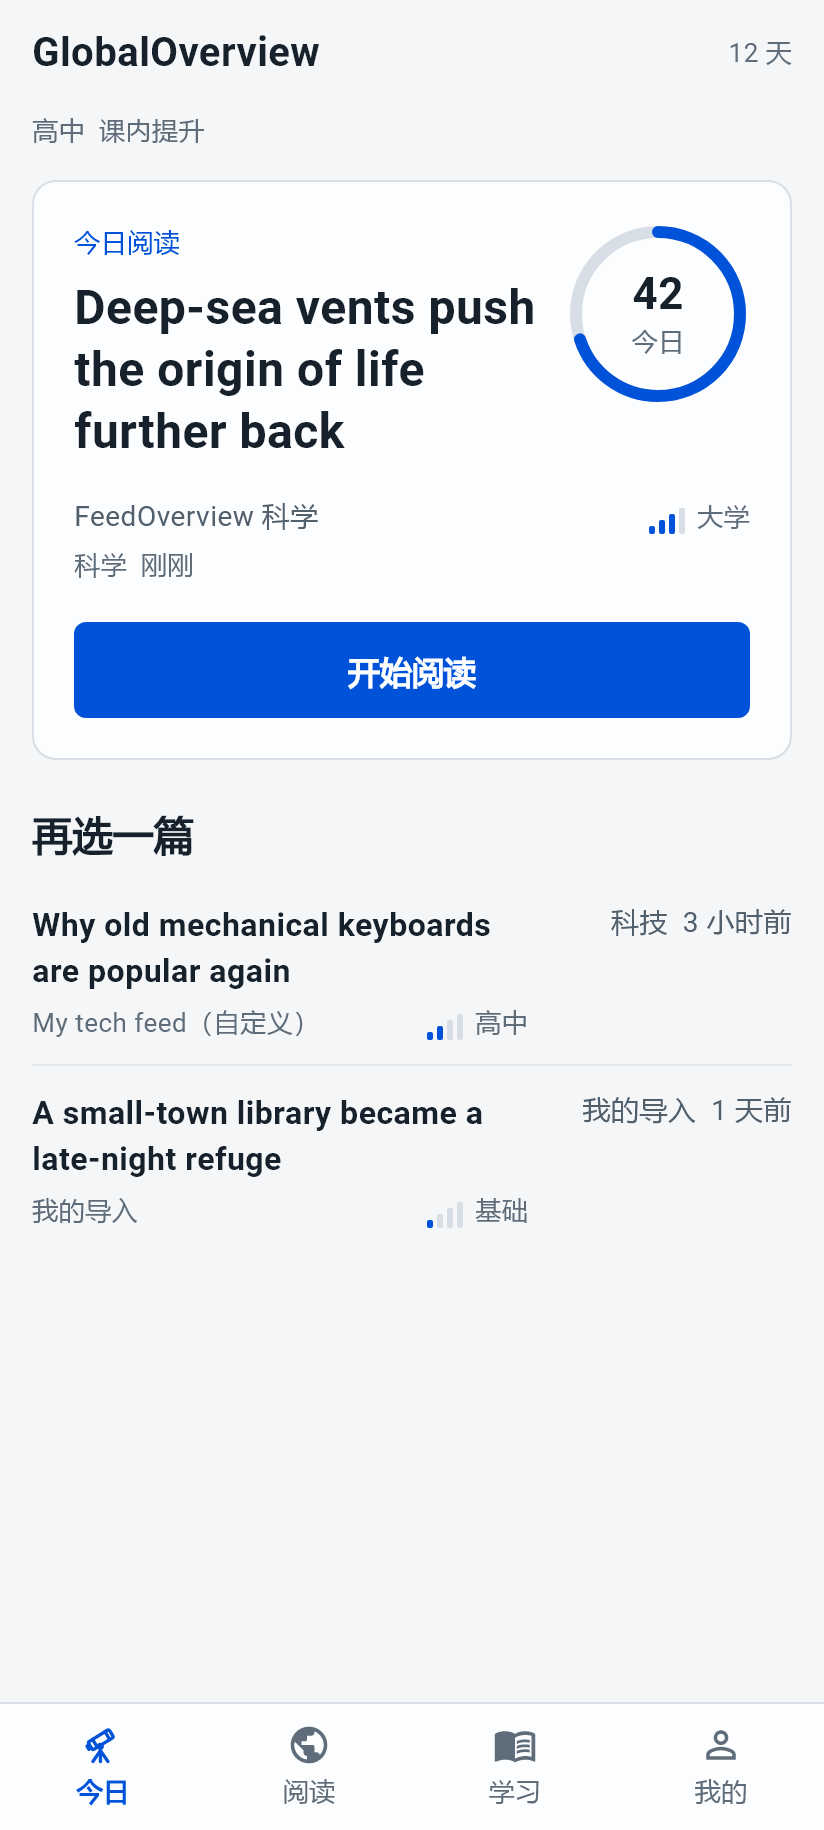 GlobalOverview
12 天
高中 课内提升
今日阅读
Deep-sea vents push
the origin of life
further back
42
今日
FeedOverview 科学
大学
科学 刚刚
开始阅读
再选一篇
Why old mechanical keyboards
are popular again
科技 3 小时前
My tech feed（自定义）
高中
A small-town library became a
late-night refuge
我的导入 1 天前
我的导入
基础
今日
阅读
学习
我的